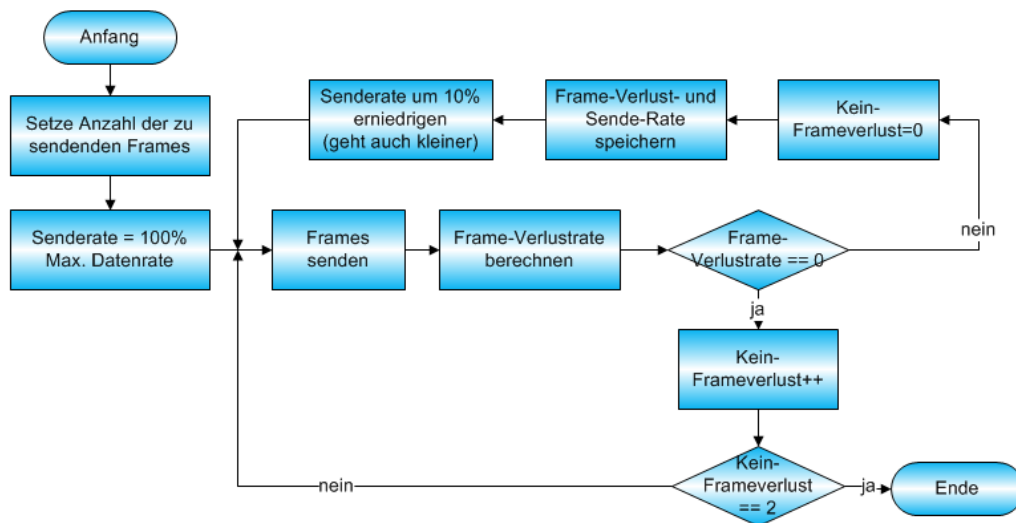 Anfang
Setze Anzahl der zu
sendenden Frames
Senderate = 100%
Max. Datenrate
Frames
senden
Frame-Verlustrate
berechnen
Frame-
Verlustrate == 0
nein
Kein-
Frameverlust=0
Frame-Verlust- und
Sende-Rate
speichern
Senderate um 10%
erniedrigen
(geht auch kleiner)
ja
Kein-
Frameverlust++
Kein-
Frameverlust
== 2
nein
ja
Ende